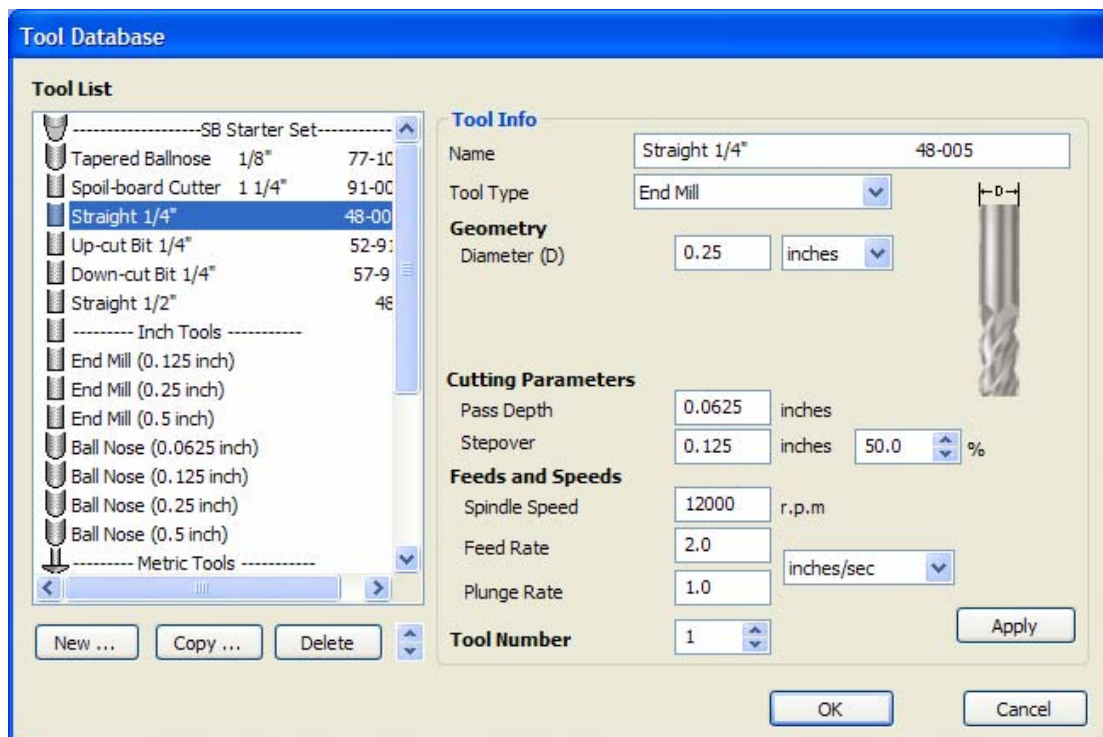 Tool Database
Tool List
-------------------SB Starter Set-----------
Tapered Ballnose 1/8" 77-10
Spoil-board Cutter 1 1/4" 91-00
Straight 1/4" 48-00
Up-cut Bit 1/4" 52-91
Down-cut Bit 1/4" 57-9
Straight 1/2" 48
--------- Inch Tools -----------
End Mill (0.125 inch)
End Mill (0.25 inch)
End Mill (0.5 inch)
Ball Nose (0.0625 inch)
Ball Nose (0.125 inch)
Ball Nose (0.25 inch)
Ball Nose (0.5 inch)
--------- Metric Tools -----------
New ... Copy ... Delete
Tool Info
Name Straight 1/4" 48-005
Tool Type End Mill
D
Geometry
Diameter (D) 0.25 inches
Cutting Parameters
Pass Depth 0.0625 inches
Stepover 0.125 inches 50.0 %
Feeds and Speeds
Spindle Speed 12000 r.p.m
Feed Rate 2.0
inches/sec
Plunge Rate 1.0
Tool Number 1
Apply
OK Cancel